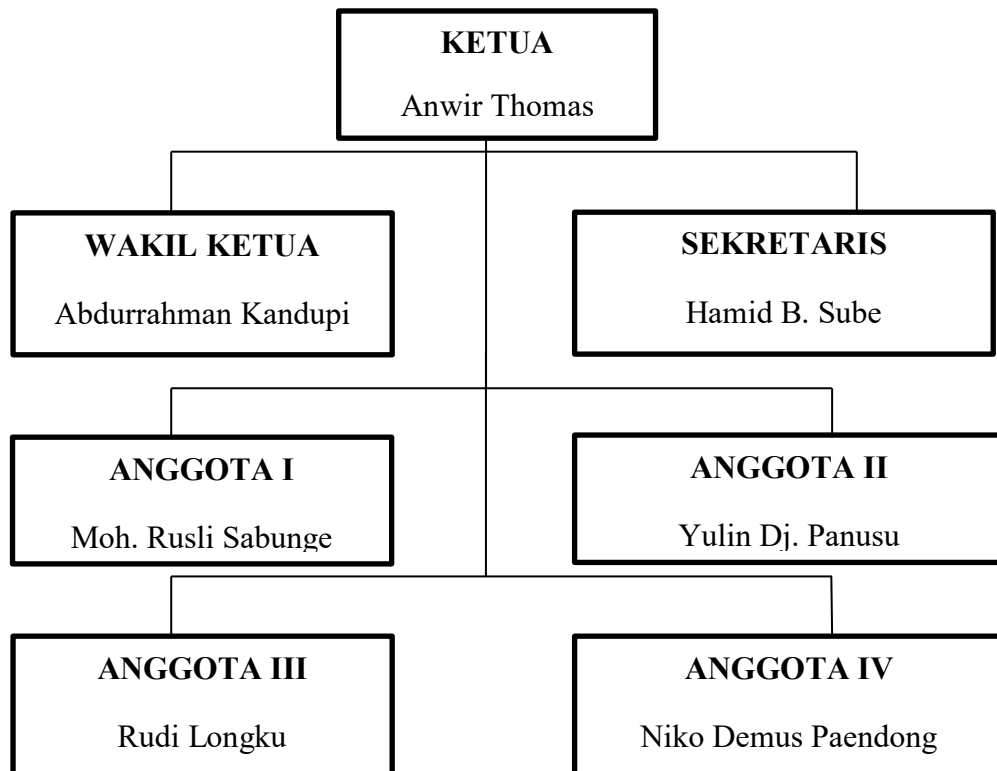 KETUA
Anwir Thomas
WAKIL KETUA
Abdurrahman Kandupi
SEKRETARIS
Hamid B. Sube
ANGGOTA I
Moh. Rusli Sabunge
ANGGOTA II
Yulin Dj. Panusu
ANGGOTA III
Rudi Longku
ANGGOTA IV
Niko Demus Paendong